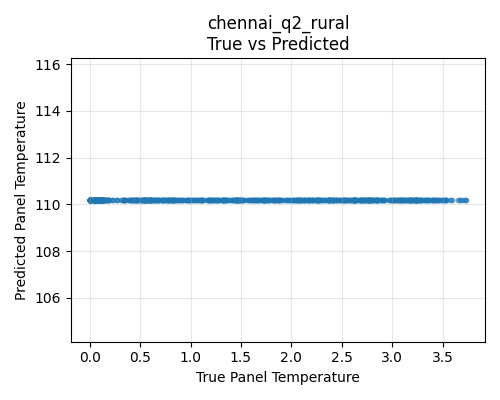 chennai_q2_rural
True vs Predicted
116
114
112
110
108
106
Predicted Panel Temperature
0.0 0.5 1.0 1.5 2.0 2.5 3.0 3.5
True Panel Temperature